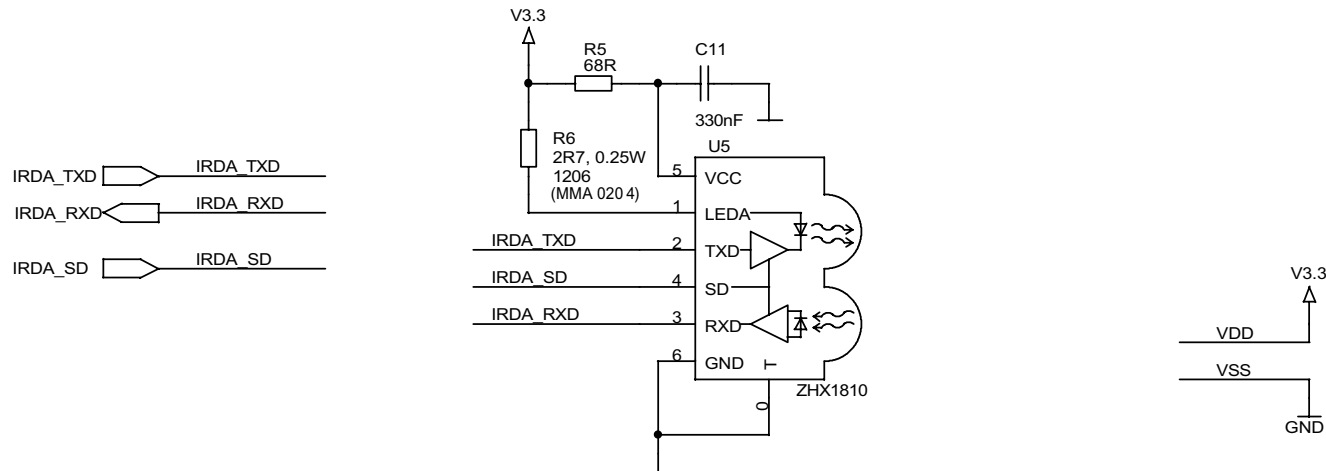 V3.3
R5
68R
C11
330nF
R6
2R7, 0.25W
1206
(MMA 020 4)
U5
IRDA_TXD
IRDA_TXD
IRDA_RXD
IRDA_RXD
IRDA_SD
IRDA_SD
5
VCC
1
LEDA
IRDA_TXD
2
TXD
IRDA_SD
4
SD
IRDA_RXD
3
RXD
6
GND
T
0
ZHX1810
V3.3
VDD
VSS
GND